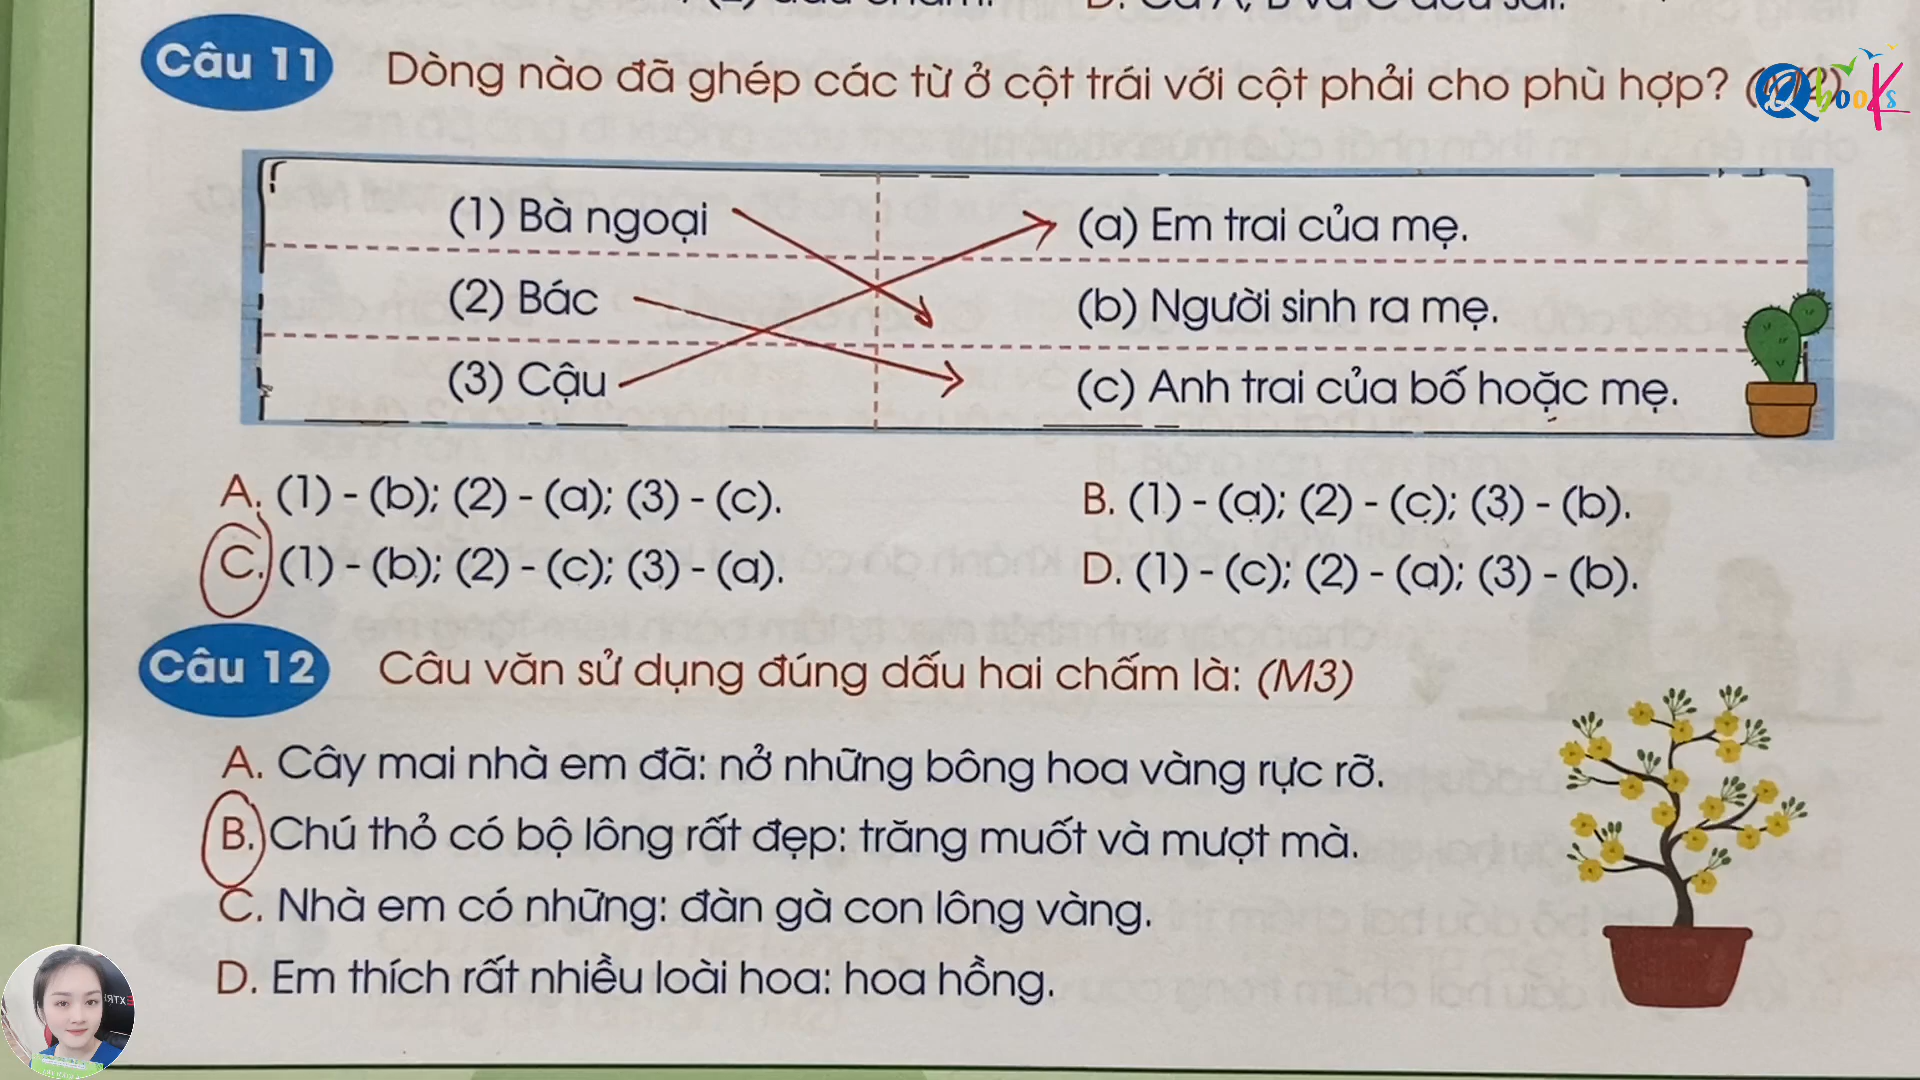 Câu 11 Dòng nào đã ghép các từ ở cột trái với cột phải cho phù hợp?
Qbooks
(1) Bà ngoại (a) Em trai của mẹ.
(2) Bác (b) Người sinh ra mẹ.
(3) Cậu (c) Anh trai của bố hoặc mẹ.
A. (1) - (b); (2) - (a); (3) - (c). B. (1) - (a); (2) - (c); (3) - (b).
C. (1) - (b); (2) - (c); (3) - (a). D. (1) - (c); (2) - (a); (3) - (b).
Câu 12 Câu văn sử dụng đúng dấu hai chấm là: (M3)
A. Cây mai nhà em đã: nở những bông hoa vàng rực rỡ.
B. Chú thỏ có bộ lông rất đẹp: trăng muốt và mượt mà.
C. Nhà em có những: đàn gà con lông vàng.
D. Em thích rất nhiều loài hoa: hoa hồng.